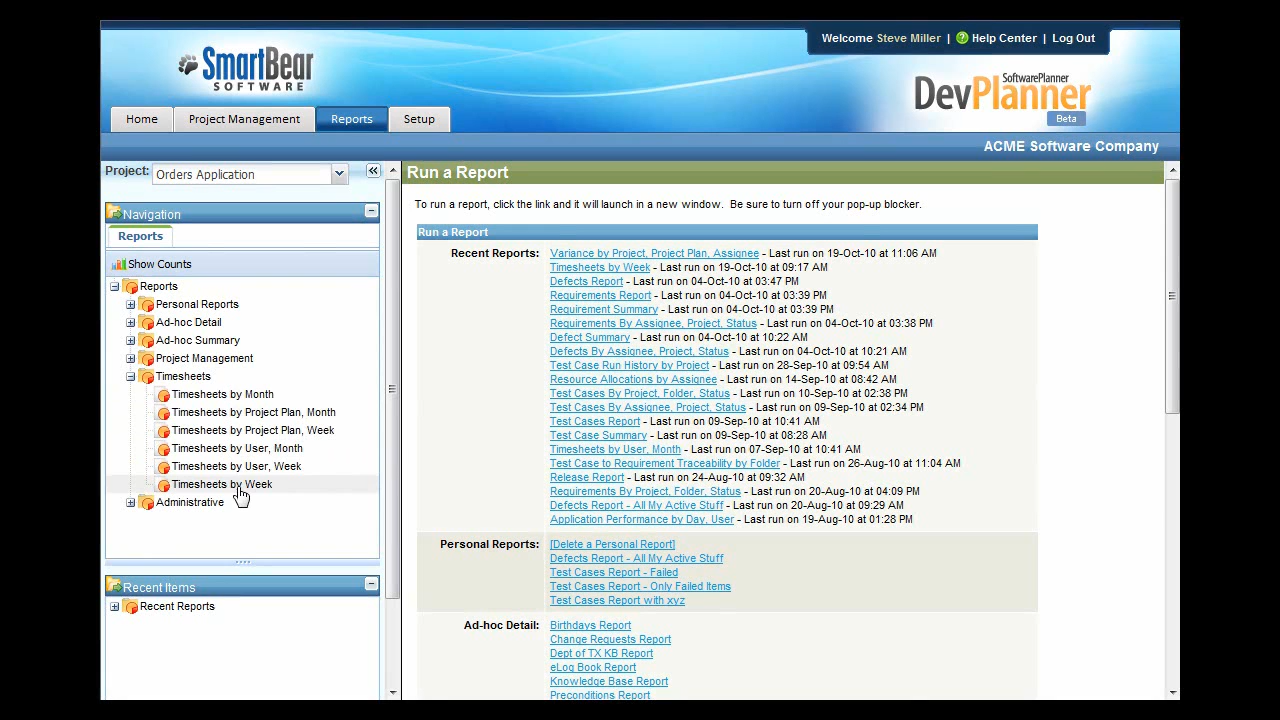 Welcome Steve Miller | Help Center | Log Out
SmartBear
SOFTWARE
SoftwarePlanner
DevPlanner
Beta
Home
Project Management
Reports
Setup
ACME Software Company
Project:
Orders Application
Navigation
Reports
Show Counts
Reports
Personal Reports
Ad-hoc Detail
Ad-hoc Summary
Project Management
Timesheets
Timesheets by Month
Timesheets by Project Plan, Month
Timesheets by Project Plan, Week
Timesheets by User, Month
Timesheets by User, Week
Timesheets by Week
Administrative
Recent Items
Recent Reports
Run a Report
To run a report, click the link and it will launch in a new window. Be sure to turn off your pop-up blocker.
Run a Report
Recent Reports:
Variance by Project, Project Plan, Assignee - Last run on 19-Oct-10 at 11:06 AM
Timesheets by Week - Last run on 19-Oct-10 at 09:17 AM
Defects Report - Last run on 04-Oct-10 at 03:47 PM
Requirements Report - Last run on 04-Oct-10 at 03:39 PM
Requirement Summary - Last run on 04-Oct-10 at 03:39 PM
Requirements By Assignee, Project, Status - Last run on 04-Oct-10 at 03:38 PM
Defect Summary - Last run on 04-Oct-10 at 10:22 AM
Defects By Assignee, Project, Status - Last run on 04-Oct-10 at 10:21 AM
Test Case Run History by Project - Last run on 28-Sep-10 at 09:54 AM
Resource Allocations by Assignee - Last run on 14-Sep-10 at 08:42 AM
Test Cases By Project, Folder, Status - Last run on 10-Sep-10 at 02:38 PM
Test Cases By Assignee, Project, Status - Last run on 09-Sep-10 at 02:34 PM
Test Cases Report - Last run on 09-Sep-10 at 10:41 AM
Test Case Summary - Last run on 09-Sep-10 at 08:28 AM
Timesheets by User, Month - Last run on 07-Sep-10 at 10:41 AM
Test Case to Requirement Traceability by Folder - Last run on 26-Aug-10 at 11:04 AM
Release Report - Last run on 24-Aug-10 at 09:32 AM
Requirements By Project, Folder, Status - Last run on 20-Aug-10 at 04:09 PM
Defects Report - All My Active Stuff - Last run on 20-Aug-10 at 09:29 AM
Application Performance by Day, User - Last run on 19-Aug-10 at 01:28 PM
Personal Reports:
[Delete a Personal Report]
Defects Report - All My Active Stuff
Test Cases Report - Failed
Test Cases Report - Only Failed Items
Test Cases Report with xyz
Ad-hoc Detail:
Birthdays Report
Change Requests Report
Dept of TX KB Report
eLog Book Report
Knowledge Base Report
Preconditions Report